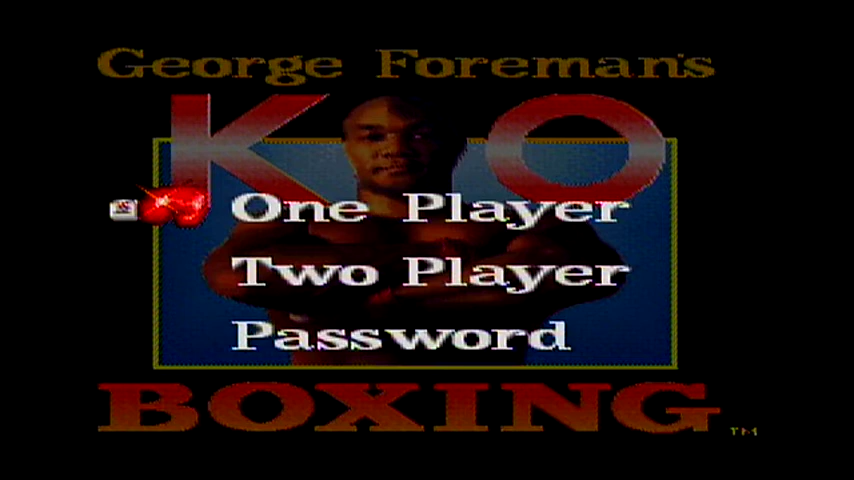 George Foreman's
KO
One Player
Two Player
Password
BOXING
TM